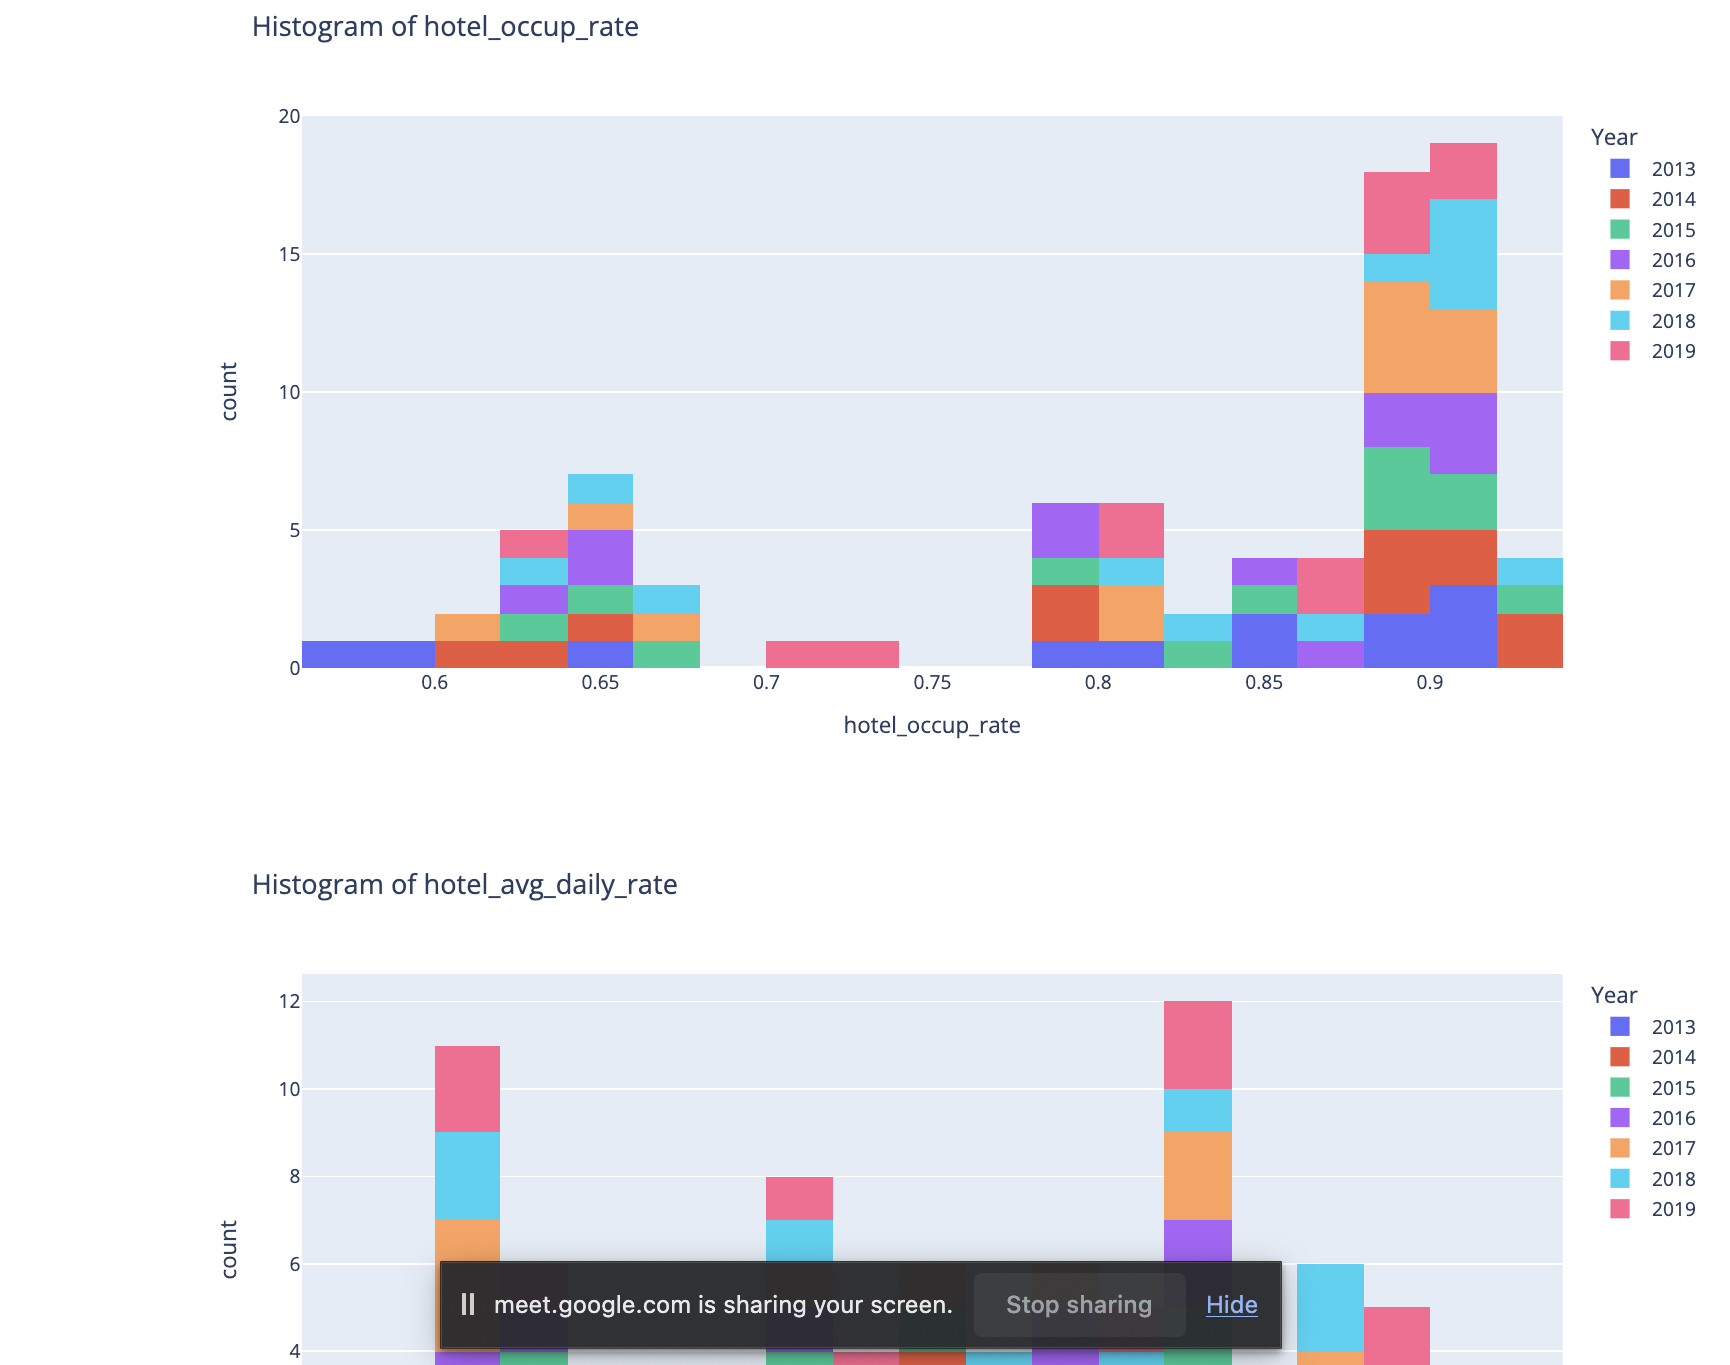 Histogram of hotel_occup_rate
20
15
10
5
0
count
0.6 0.65 0.7 0.75 0.8 0.85 0.9
hotel_occup_rate
Year
2013
2014
2015
2016
2017
2018
2019
Histogram of hotel_avg_daily_rate
12
10
8
6
4
count
Year
2013
2014
2015
2016
2017
2018
2019
meet.google.com is sharing your screen. Stop sharing Hide